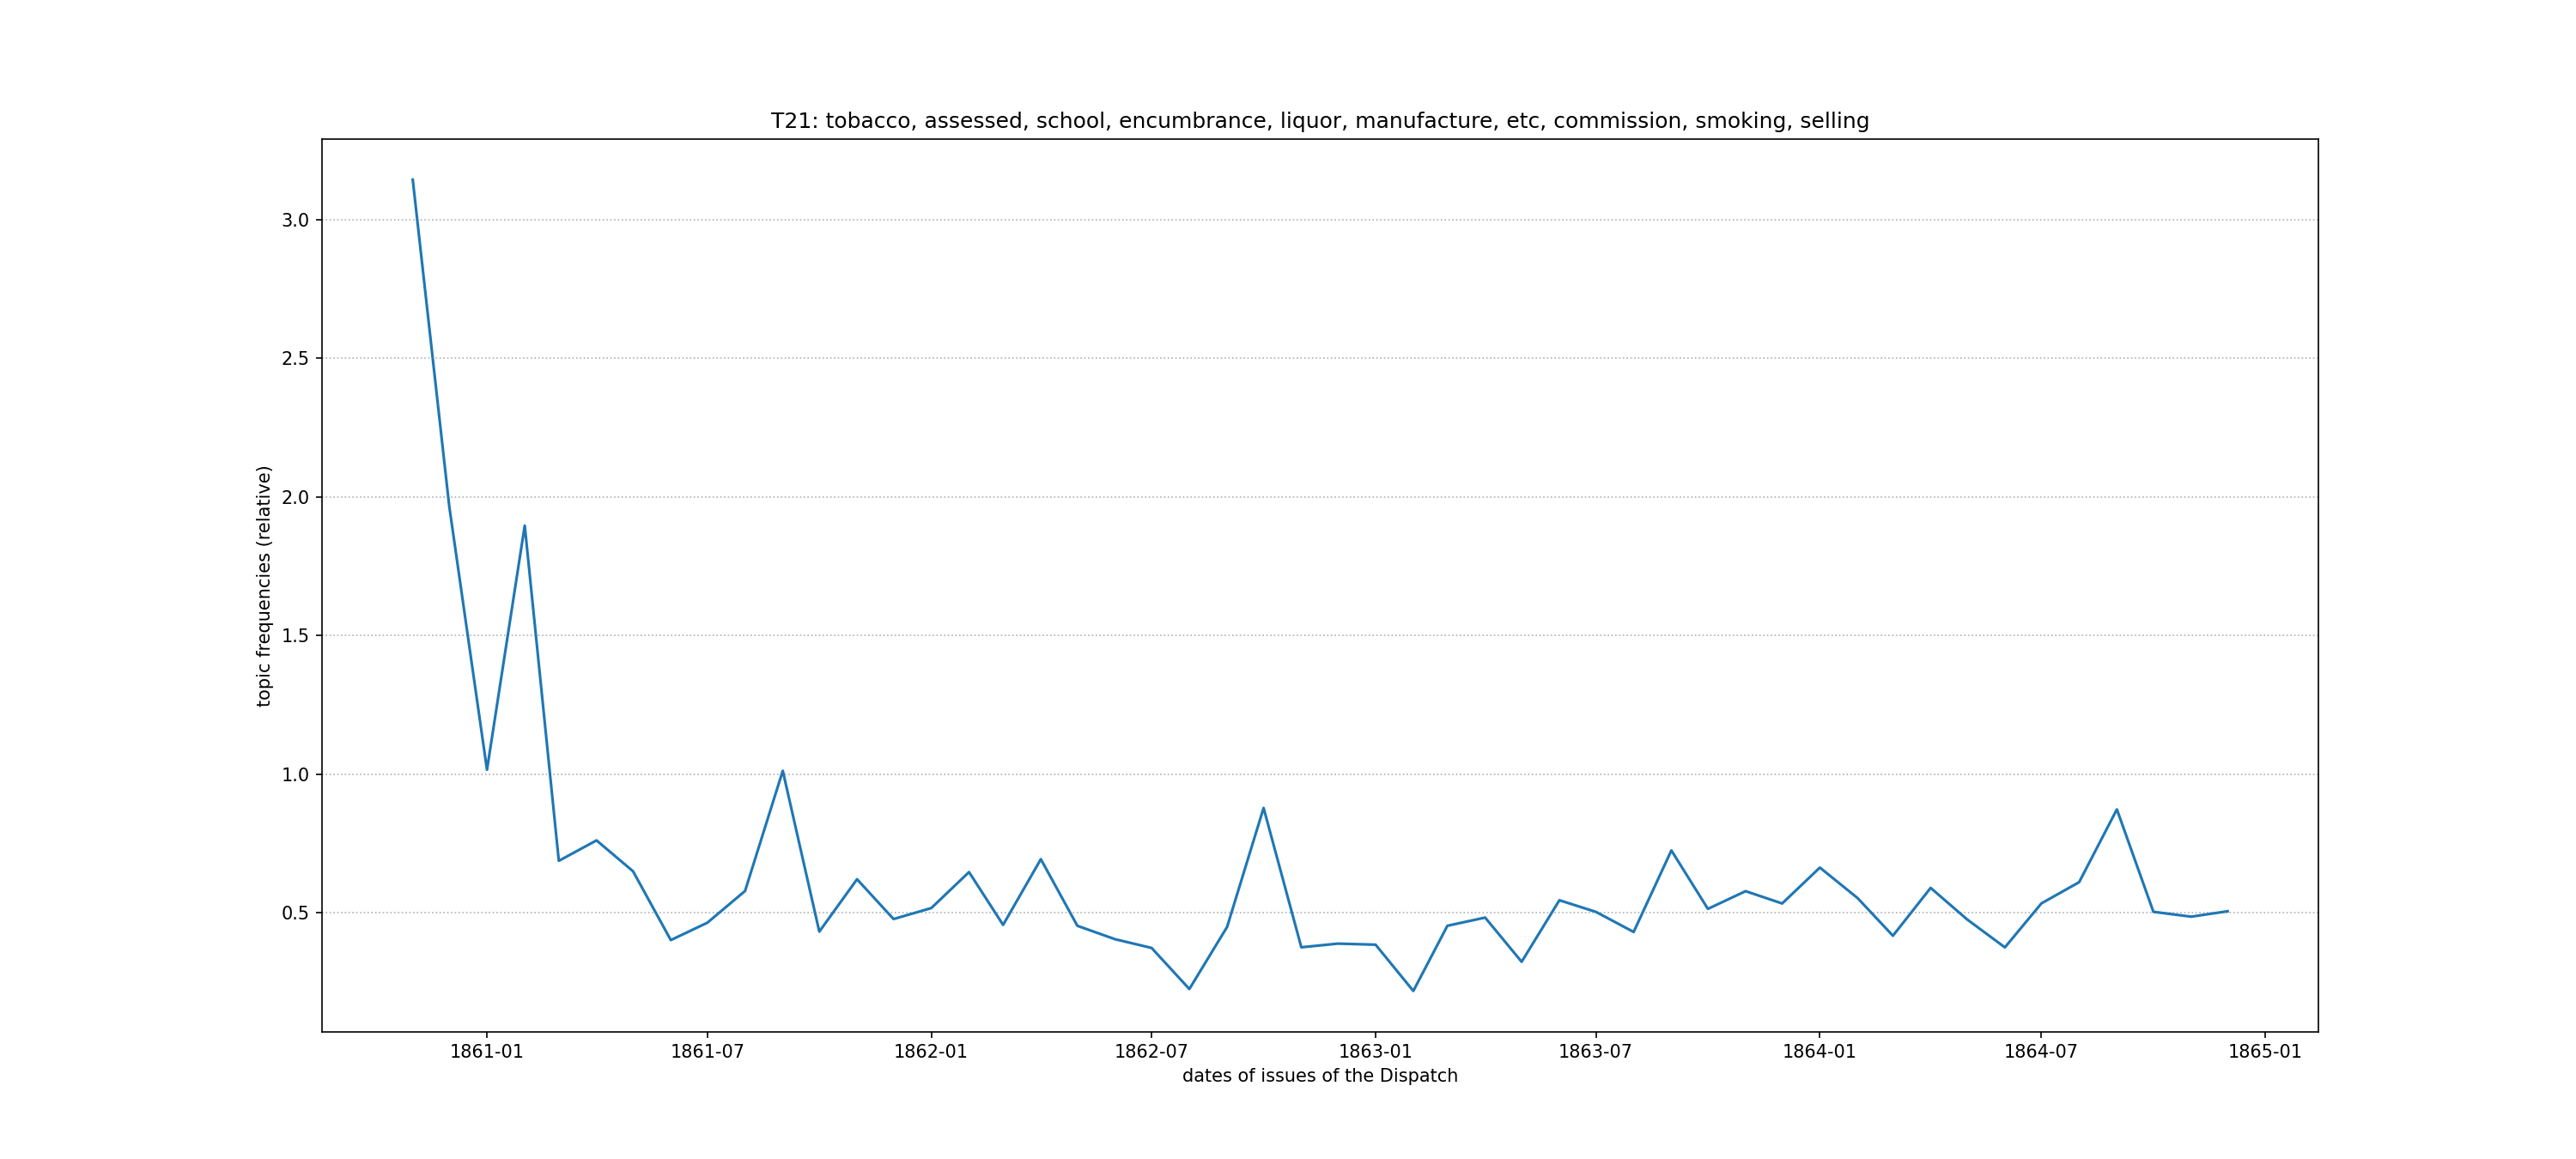 T21: tobacco, assessed, school, encumbrance, liquor, manufacture, etc, commission, smoking, selling
topic frequencies (relative)
3.0
2.5
2.0
1.5
1.0
0.5
1861-01 1861-07 1862-01 1862-07 1863-01 1863-07 1864-01 1864-07 1865-01
dates of issues of the Dispatch